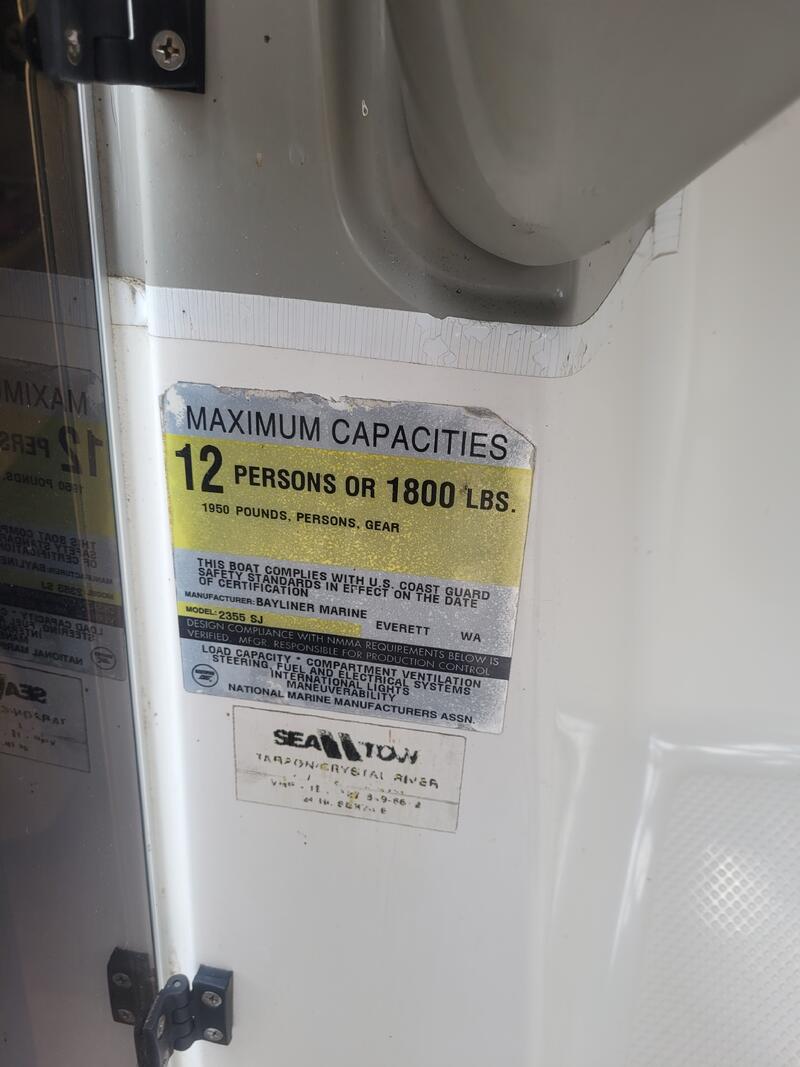 MAXIMUM CAPACITIES
12 PERSONS OR 1800 LBS.
1950 POUNDS, PERSONS, GEAR
THIS BOAT COMPLIES WITH U.S. COAST GUARD
SAFETY STANDARDS IN EFFECT ON THE DATE
OF CERTIFICATION
MANUFACTURER: BAYLINER MARINE EVERETT WA
MODEL: 2355 SJ
DESIGN COMPLIANCE WITH NMMA REQUIREMENTS BELOW IS
VERIFIED. MFGR. RESPONSIBLE FOR PRODUCTION CONTROL
LOAD CAPACITY • COMPARTMENT VENTILATION
STEERING, FUEL AND ELECTRICAL SYSTEMS
INTERNATIONAL LIGHTS
MANEUVERABILITY
NATIONAL MARINE MANUFACTURERS ASSN.
SEA TOW
TARPON/CRYSTAL RIVER